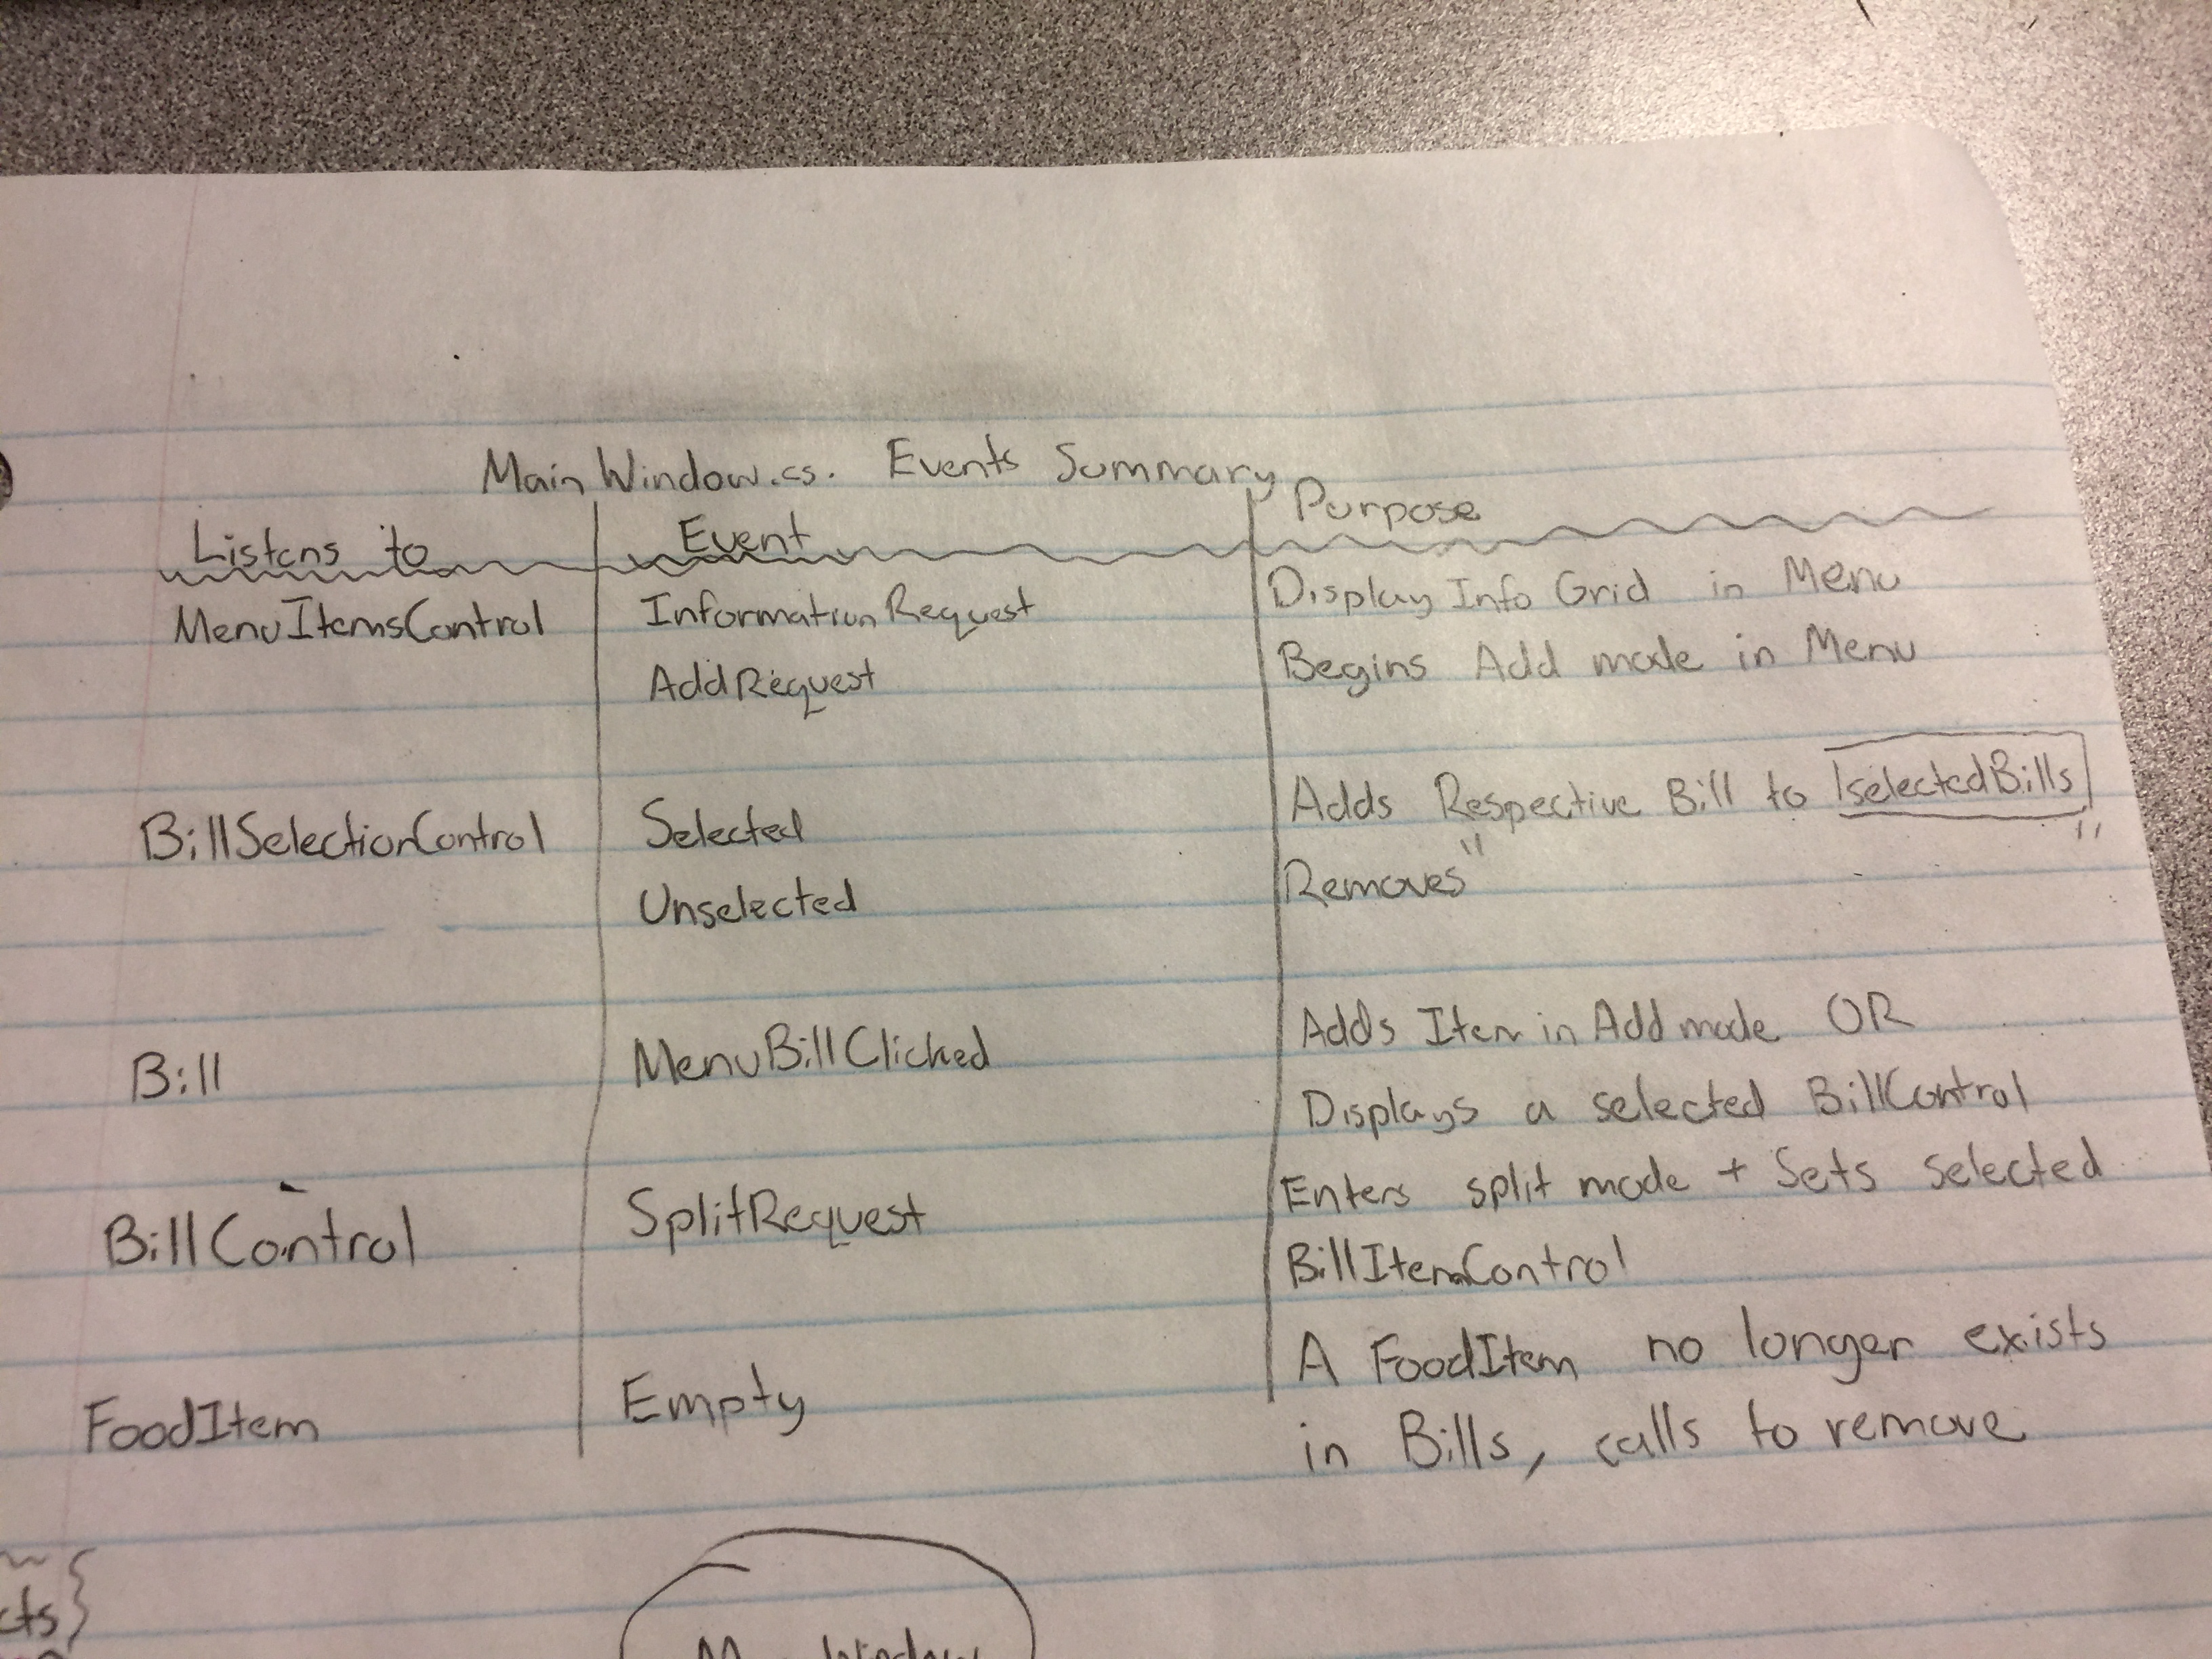 MainWindow.cs. Events Summary
Listens to Event Purpose
MenuItemsControl InformationRequest Display Info Grid in Menu
AddRequest Begins Add mode in Menu
BillSelectionControl Selected Adds Respective Bill to selectedBills
Unselected Removes " "
Bill MenuBillClicked Adds Item in Add mode OR
Displays a selected BillControl
BillControl SplitRequest Enters split mode + Sets selected
BillItemControl
FoodItem Empty A FoodItem no longer exists
in Bills, calls to remove